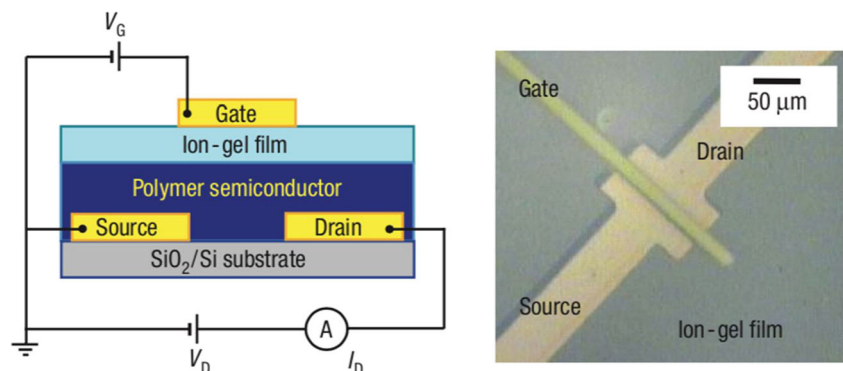 V_G
Gate
Ion-gel film
Polymer semiconductor
Source
Drain
SiO₂/Si substrate
A
V_D
I_D
Gate
50 μm
Drain
Source
Ion-gel film